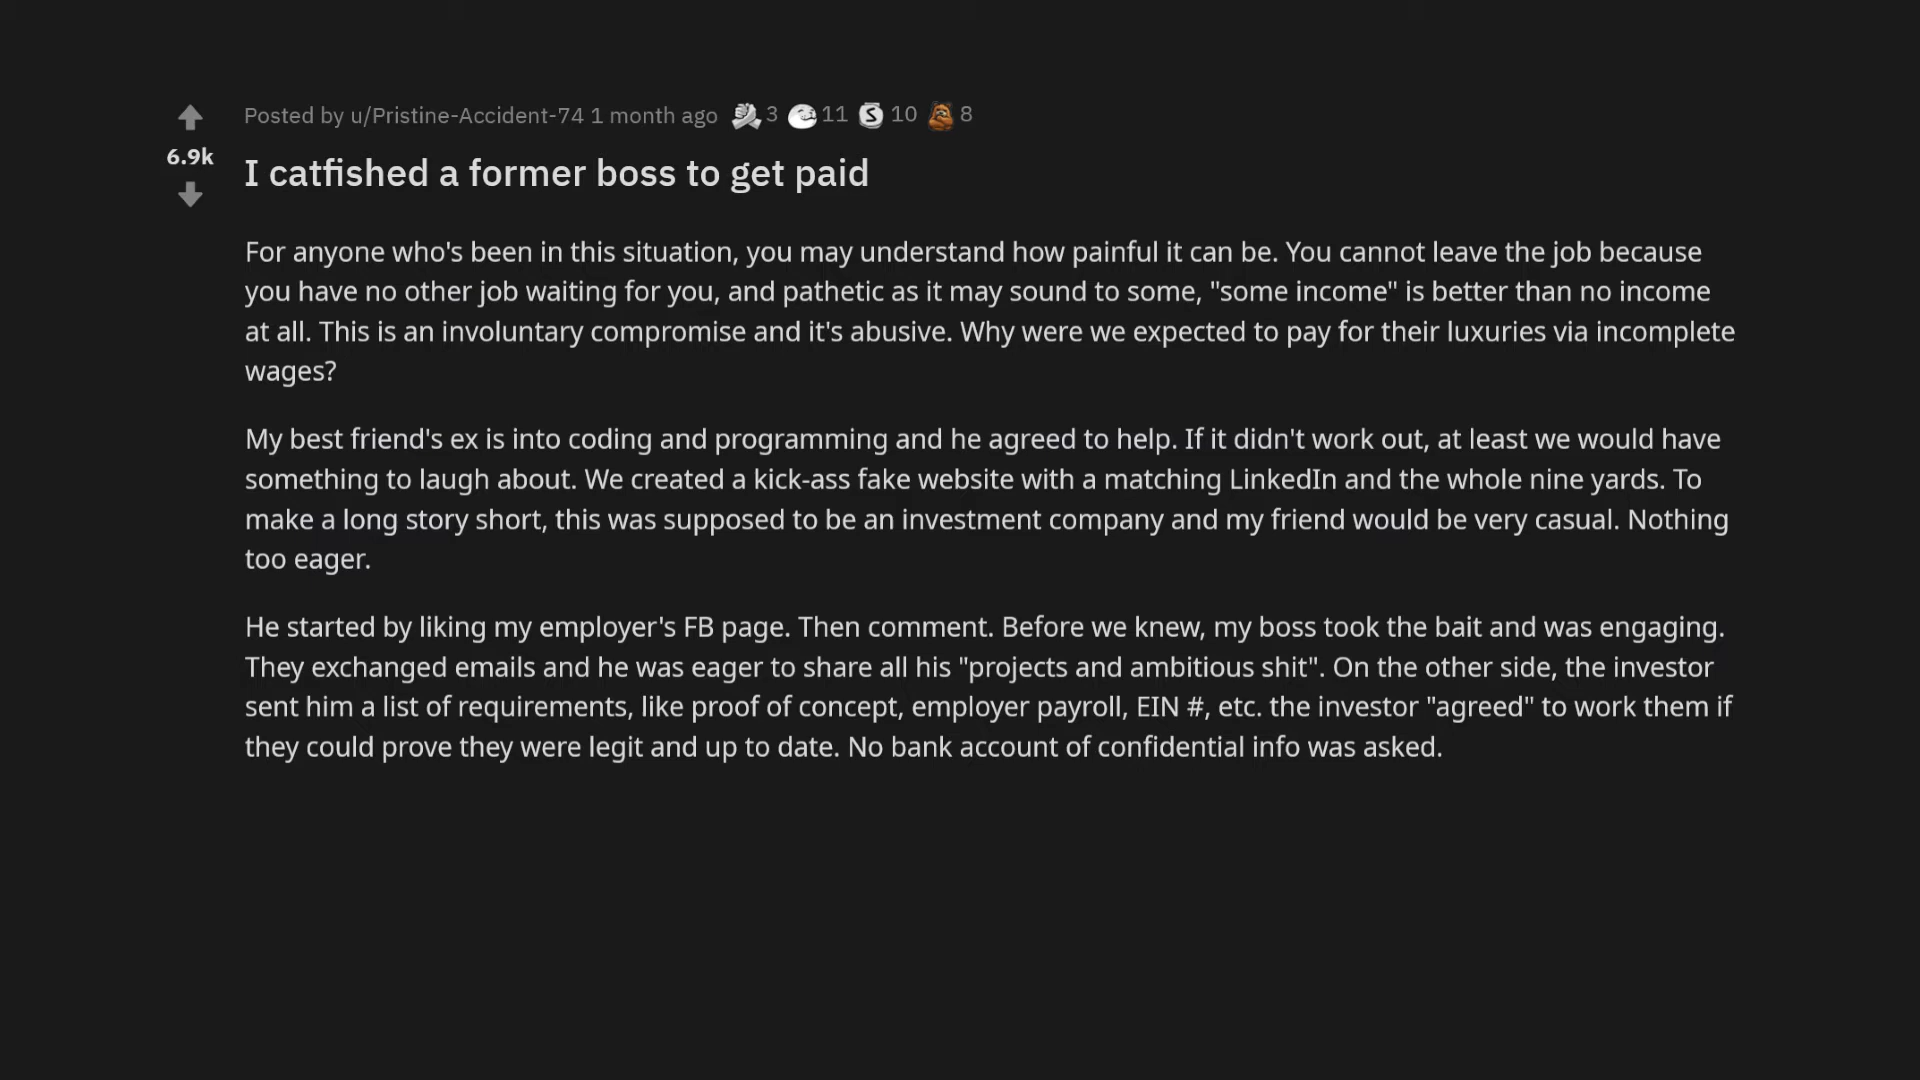 Posted by u/Pristine-Accident-74 1 month ago 3 11 10 8
6.9k
I catfished a former boss to get paid
For anyone who's been in this situation, you may understand how painful it can be. You cannot leave the job because
you have no other job waiting for you, and pathetic as it may sound to some, "some income" is better than no income
at all. This is an involuntary compromise and it's abusive. Why were we expected to pay for their luxuries via incomplete
wages?
My best friend's ex is into coding and programming and he agreed to help. If it didn't work out, at least we would have
something to laugh about. We created a kick-ass fake website with a matching LinkedIn and the whole nine yards. To
make a long story short, this was supposed to be an investment company and my friend would be very casual. Nothing
too eager.
He started by liking my employer's FB page. Then comment. Before we knew, my boss took the bait and was engaging.
They exchanged emails and he was eager to share all his "projects and ambitious shit". On the other side, the investor
sent him a list of requirements, like proof of concept, employer payroll, EIN #, etc. the investor "agreed" to work them if
they could prove they were legit and up to date. No bank account of confidential info was asked.